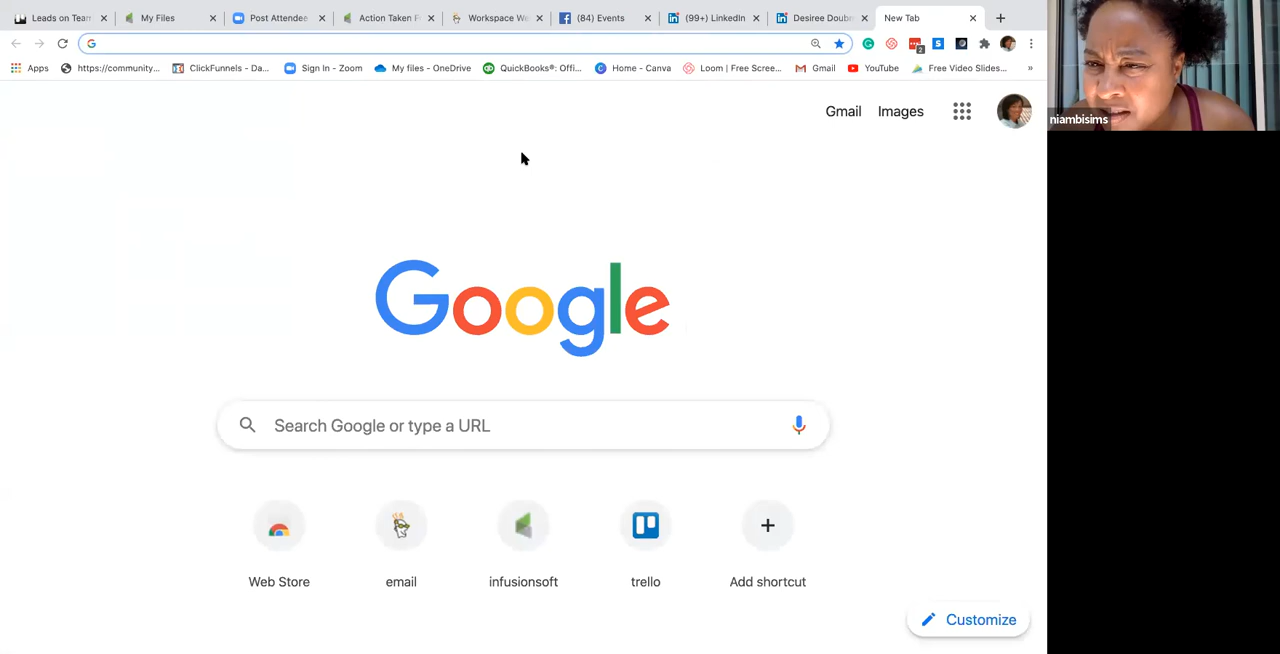 Leads on Team
My Files
Post Attendee
Action Taken F
Workspace We
(84) Events
(99+) LinkedIn
Desiree Doub
New Tab
Apps
https://community...
ClickFunnels - Da...
Sign In - Zoom
My files - OneDrive
QuickBooks®: Offi...
Home - Canva
Loom | Free Scree...
Gmail
YouTube
Free Video Slides...
»
Gmail
Images
niambisims
Google
Search Google or type a URL
Web Store
email
infusionsoft
trello
Add shortcut
Customize